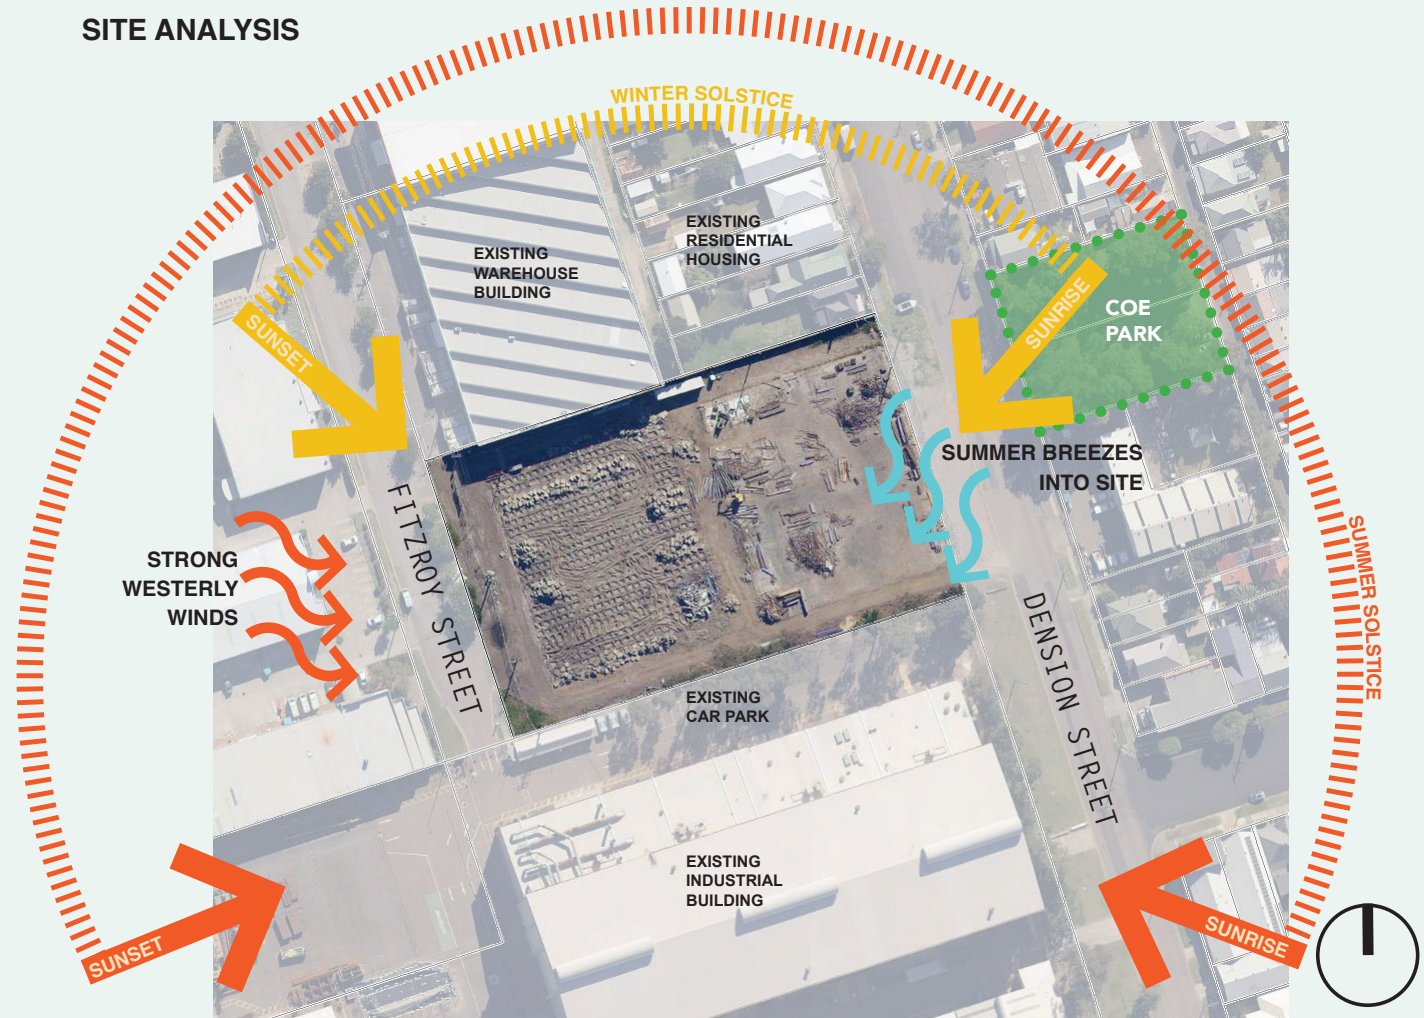 SITE ANALYSIS
WINTER SOLSTICE
EXISTING
RESIDENTIAL
HOUSING
EXISTING
WAREHOUSE
BUILDING
SUNSET
SUNRISE
COE
PARK
SUMMER BREEZES
INTO SITE
STRONG
WESTERLY
WINDS
FITZROY STREET
SUMMER SOLSTICE
DENSION STREET
EXISTING
CAR PARK
EXISTING
INDUSTRIAL
BUILDING
SUNSET
SUNRISE